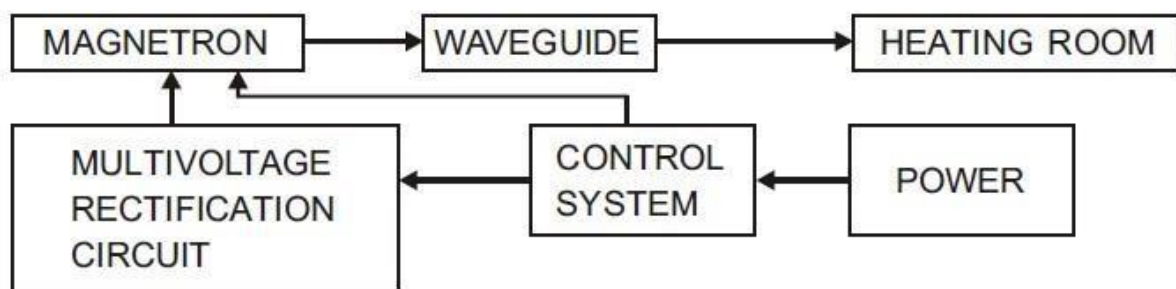 MAGNETRON
WAVEGUIDE
HEATING ROOM
MULTIVOLTAGE
RECTIFICATION
CIRCUIT
CONTROL
SYSTEM
POWER